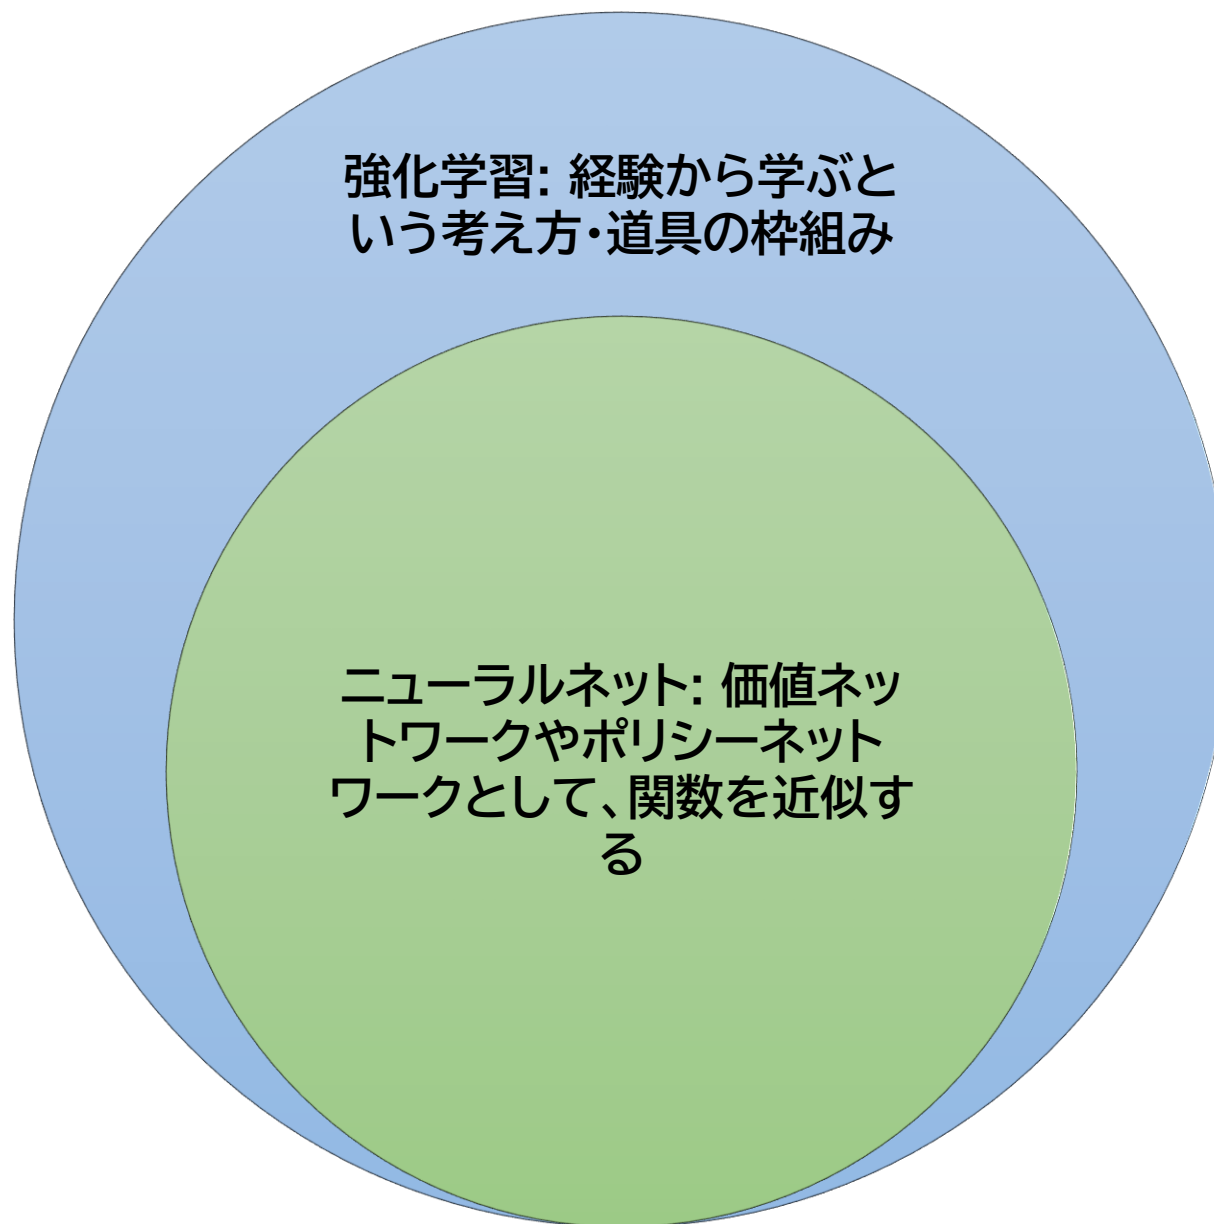 強化学習: 経験から学ぶと
いう考え方・道具の枠組み
ニューラルネット: 価値ネッ
トワークやポリシーネット
ワークとして、関数を近似す
る